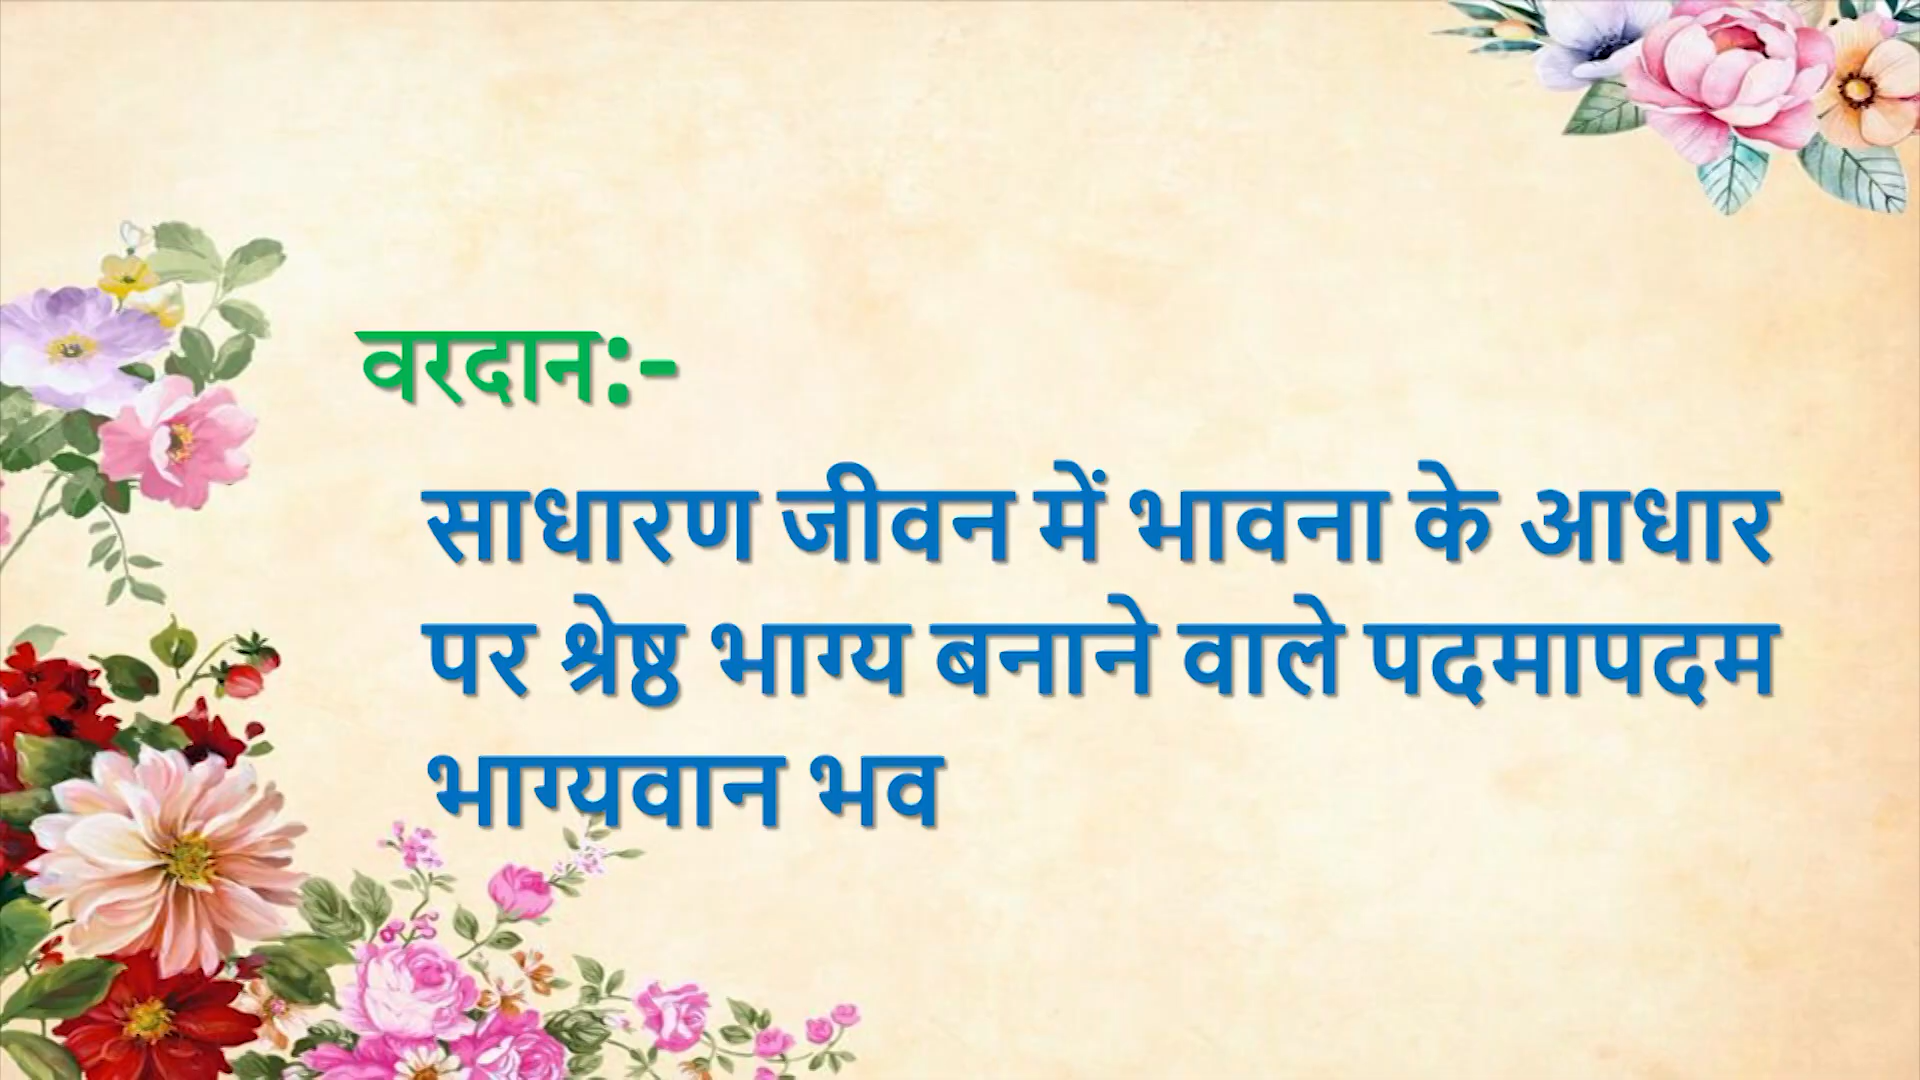 वरदान:-
साधारण जीवन में भावना के आधार
पर श्रेष्ठ भाग्य बनाने वाले पदमापदम
भाग्यवान भव